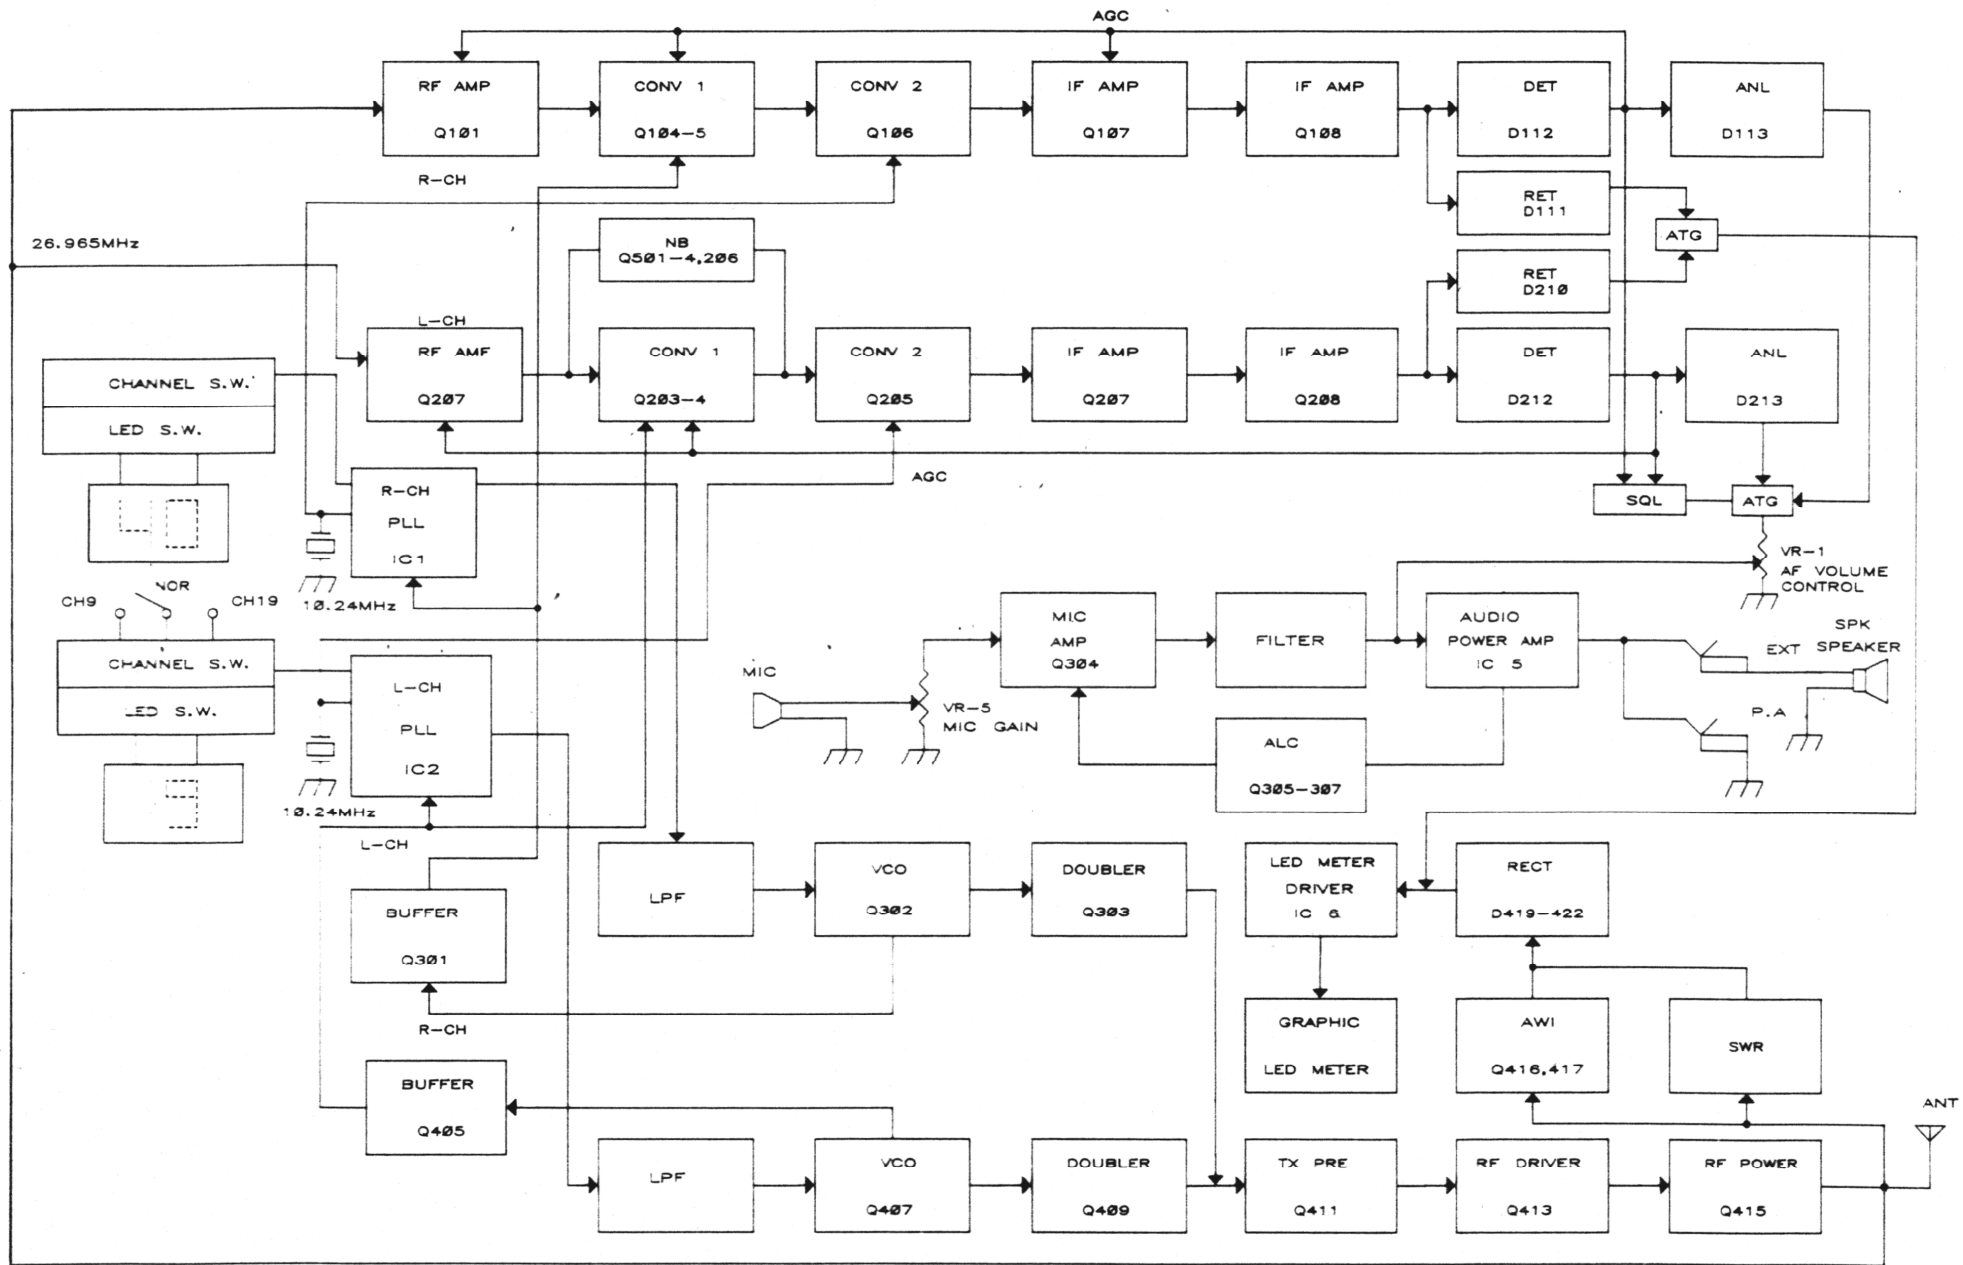 AGC
RF AMP
Q101
CONV 1
Q104-5
CONV 2
Q106
IF AMP
Q107
IF AMP
Q108
DET
D112
ANL
D113
R-CH
RET
D111
ATG
26.965MHz
NB
Q501-4,206
RET
D210
L-CH
RF AMF
Q207
CONV 1
Q203-4
CONV 2
Q205
IF AMP
Q207
IF AMP
Q208
DET
D212
ANL
D213
CHANNEL S.W.
LED S.W.
AGC
R-CH
PLL
IC1
SQL
ATG
VR-1
AF VOLUME
CONTROL
10.24MHz
NOR
CH9
CH19
CHANNEL S.W.
LED S.W.
L-CH
PLL
IC2
10.24MHz
MIC
VR-5
MIC GAIN
MIC
AMP
Q304
FILTER
AUDIO
POWER AMP
IC 5
SPK
EXT SPEAKER
P.A
ALC
Q305-307
L-CH
BUFFER
Q301
LPF
VCO
Q302
DOUBLER
Q303
LED METER
DRIVER
IC 6
RECT
D419-422
R-CH
GRAPHIC
LED METER
AWI
Q416,417
SWR
BUFFER
Q405
ANT
LPF
VCO
Q407
DOUBLER
Q409
TX PRE
Q411
RF DRIVER
Q413
RF POWER
Q415